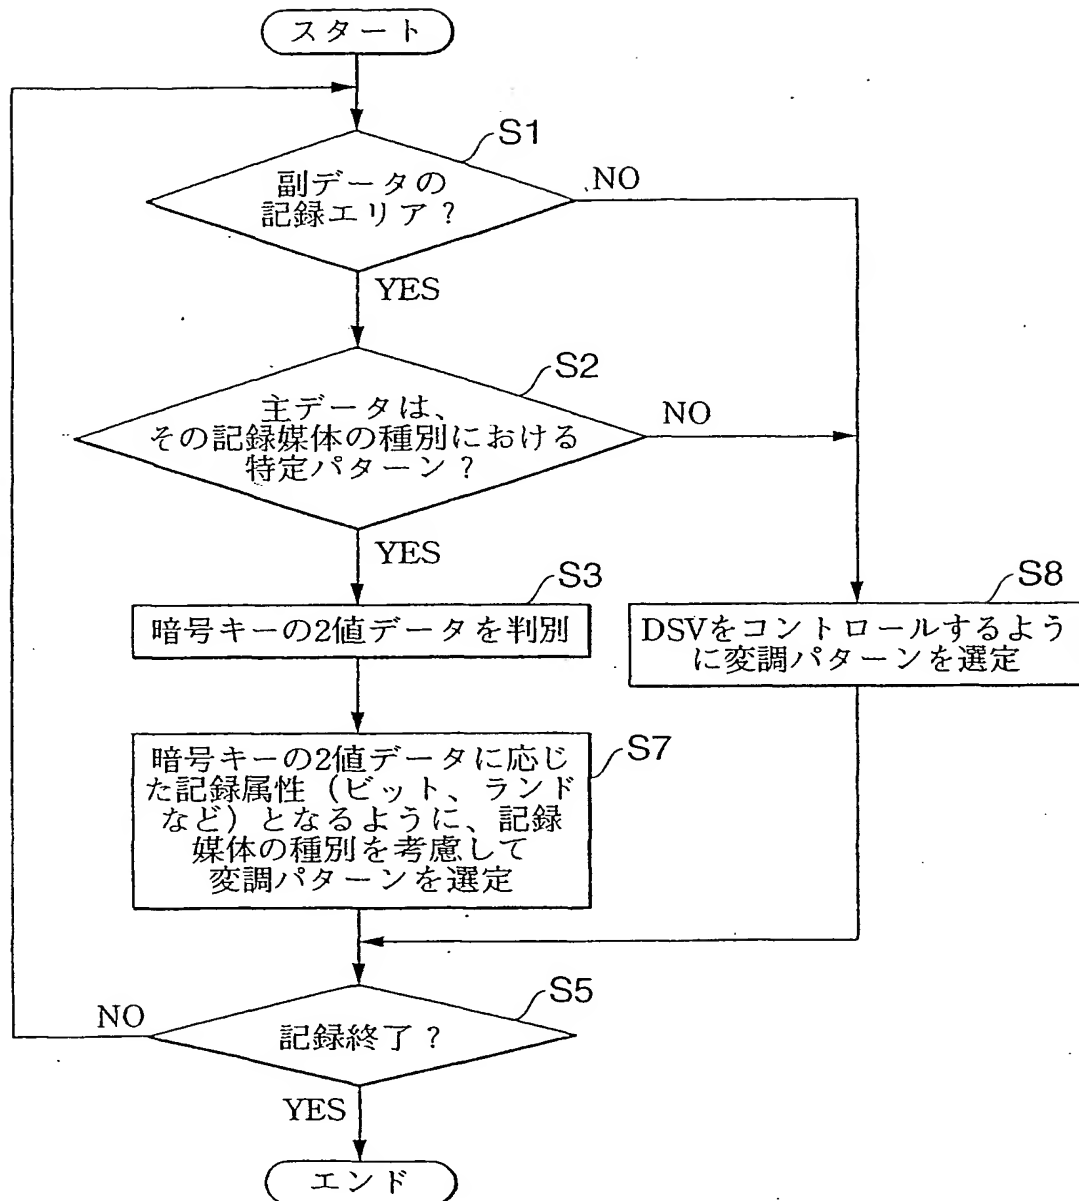 スタート
S1
副データの
記録エリア?
NO
YES
S2
主データは、
その記録媒体の種別における
特定パターン?
NO
YES
S3
暗号キーの2値データを判別
S8
DSVをコントロールするよう
に変調パターンを選定
S7
暗号キーの2値データに応じ
た記録属性(ピット、ランド
など)となるように、記録
媒体の種別を考慮して
変調パターンを選定
S5
NO
記録終了?
YES
エンド